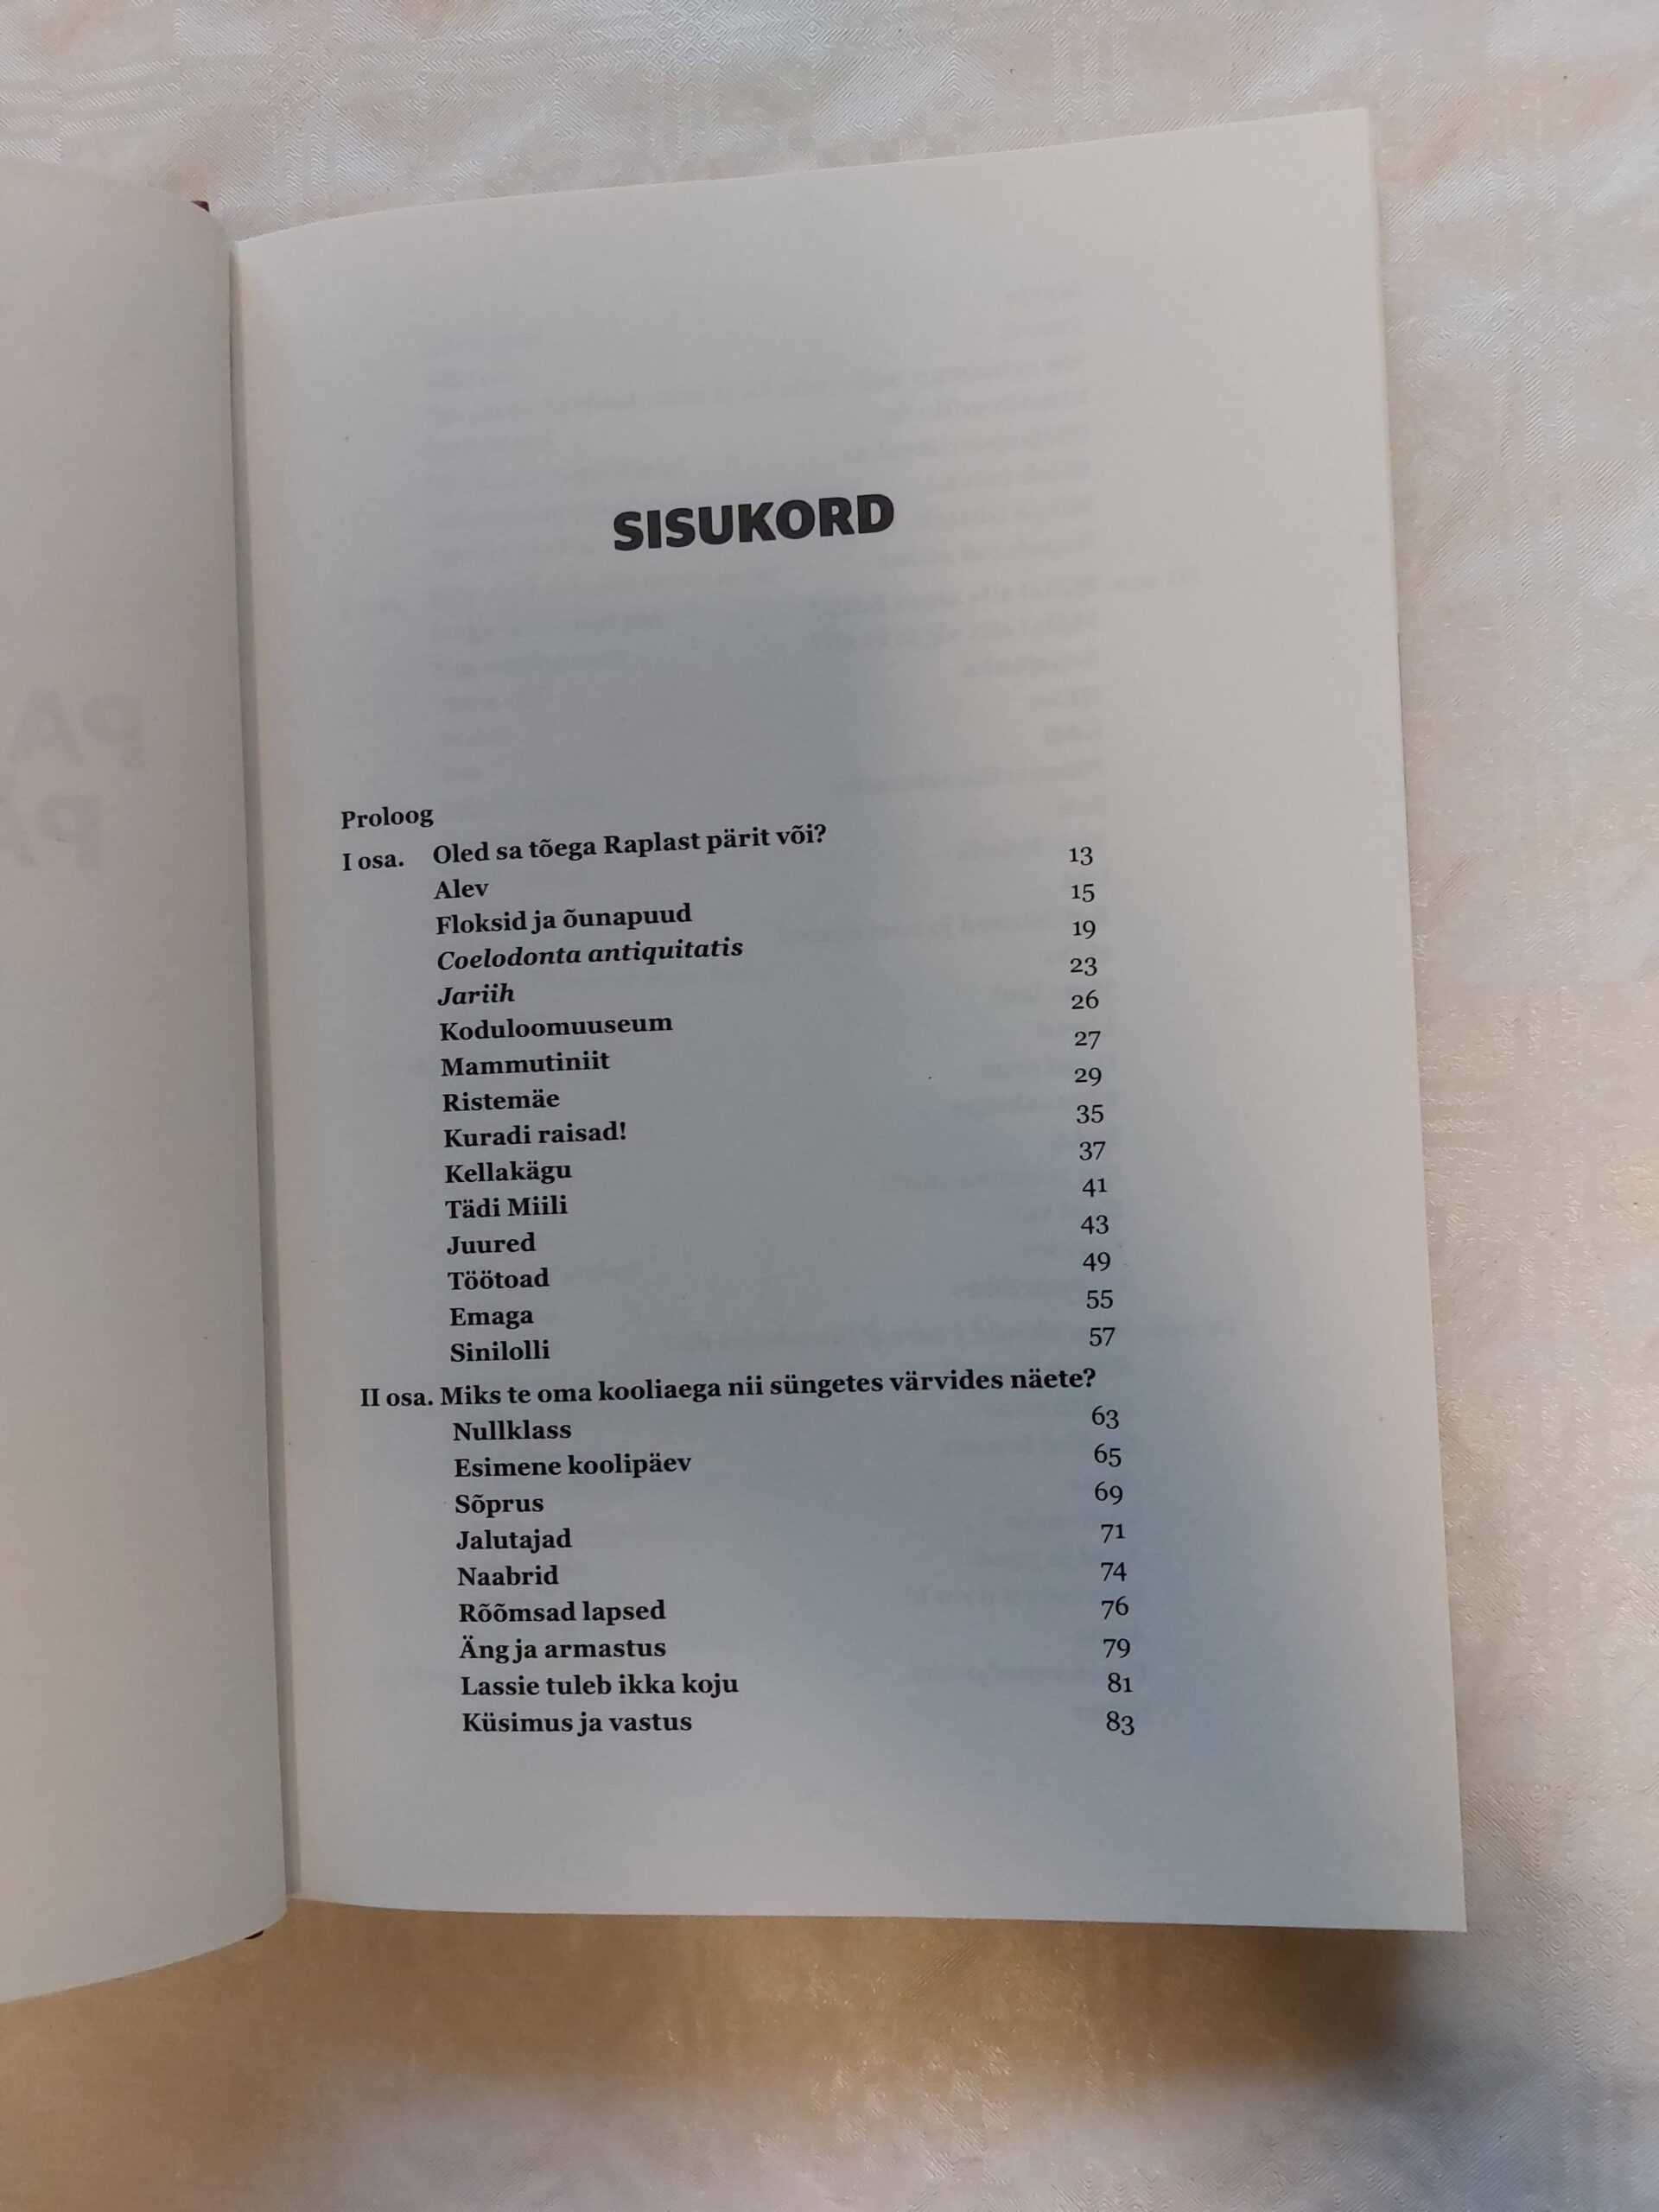 SISUKORD
Proloog
I osa. Oled sa tõega Raplast pärit või?
Alev 13
Floksid ja õunapuud 15
Coelodonta antiquitatis 19
Jariih 23
Koduloomuuseum 26
Mammutiniit 27
Ristemäe 29
Kuradi raisad! 35
Kellakägu 37
Tädi Miili 41
Juured 43
Töötoad 49
Emaga 55
Sinilolli 57
II osa. Miks te oma kooliaega nii süngetes värvides näete?
Nullklass 63
Esimene koolipäev 65
Sõprus 69
Jalutajad 71
Naabrid 74
Rõõmsad lapsed 76
Äng ja armastus 79
Lassie tuleb ikka koju 81
Küsimus ja vastus 83